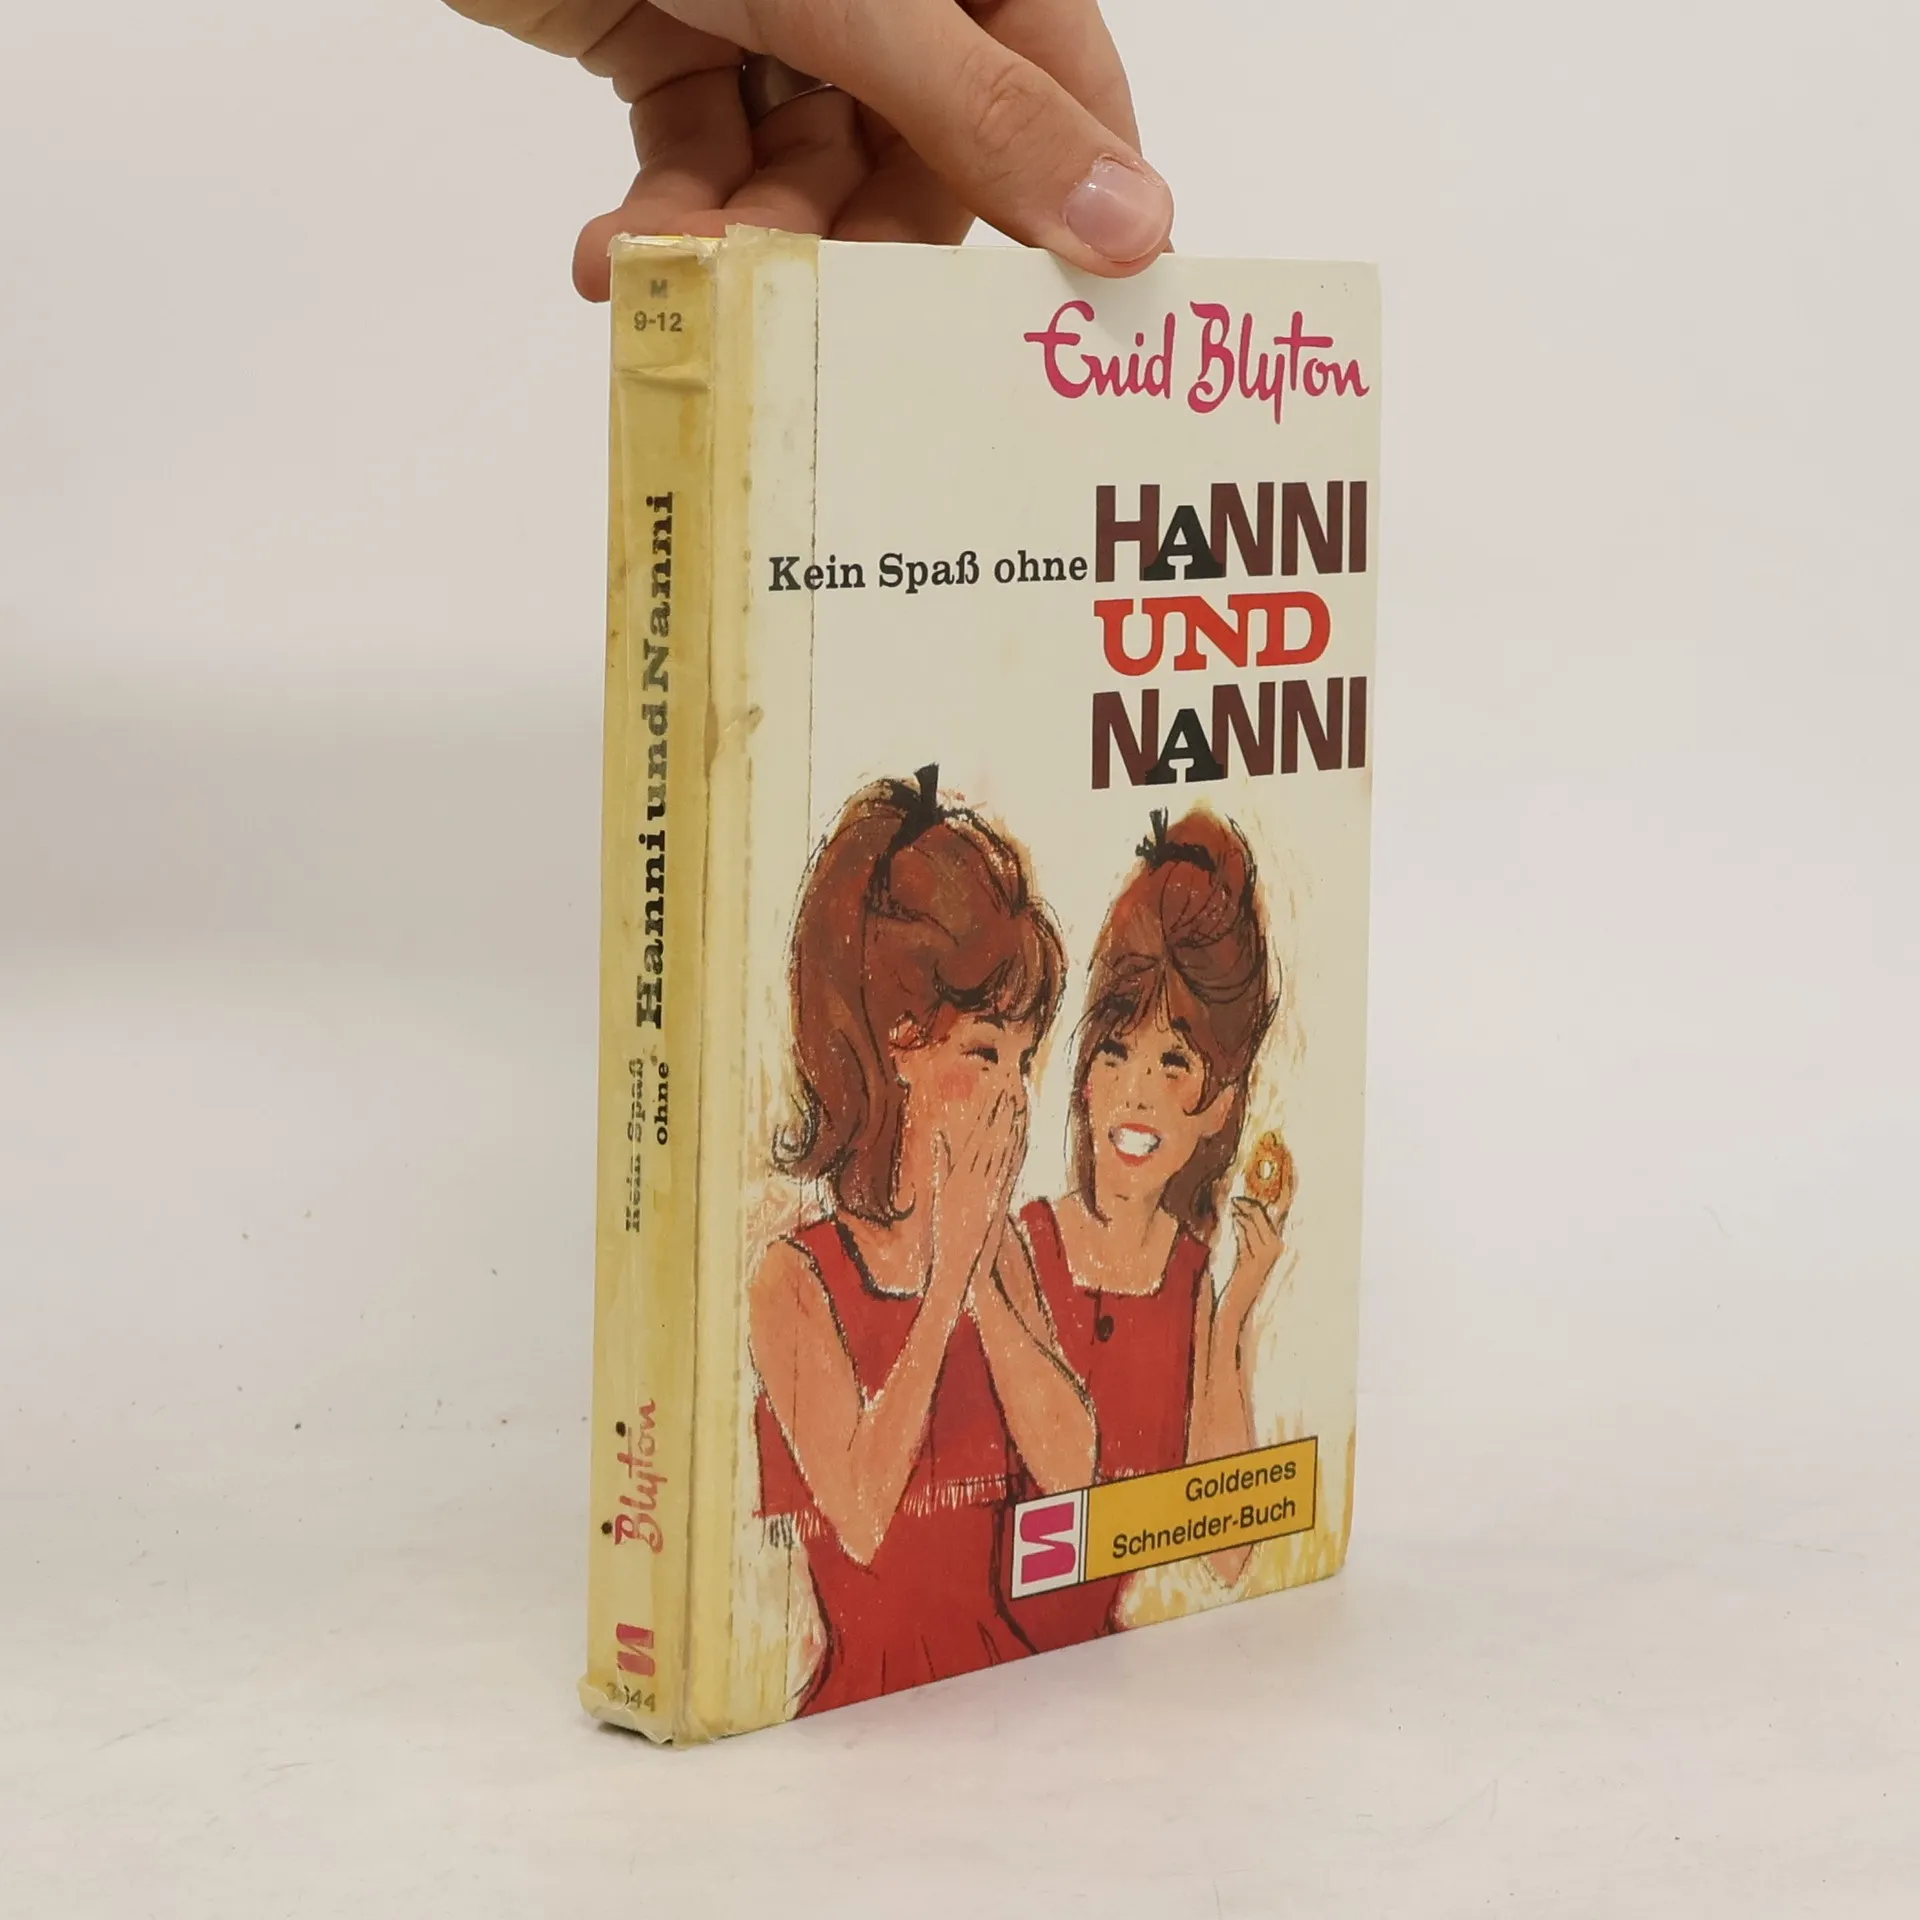 M
9-12
Kein Spaß
ohne
Hanni und Nanni
Blyton
Enid Blyton
Kein Spaß ohne HANNI
UND
NANNI
Goldenes
Schneider-Buch